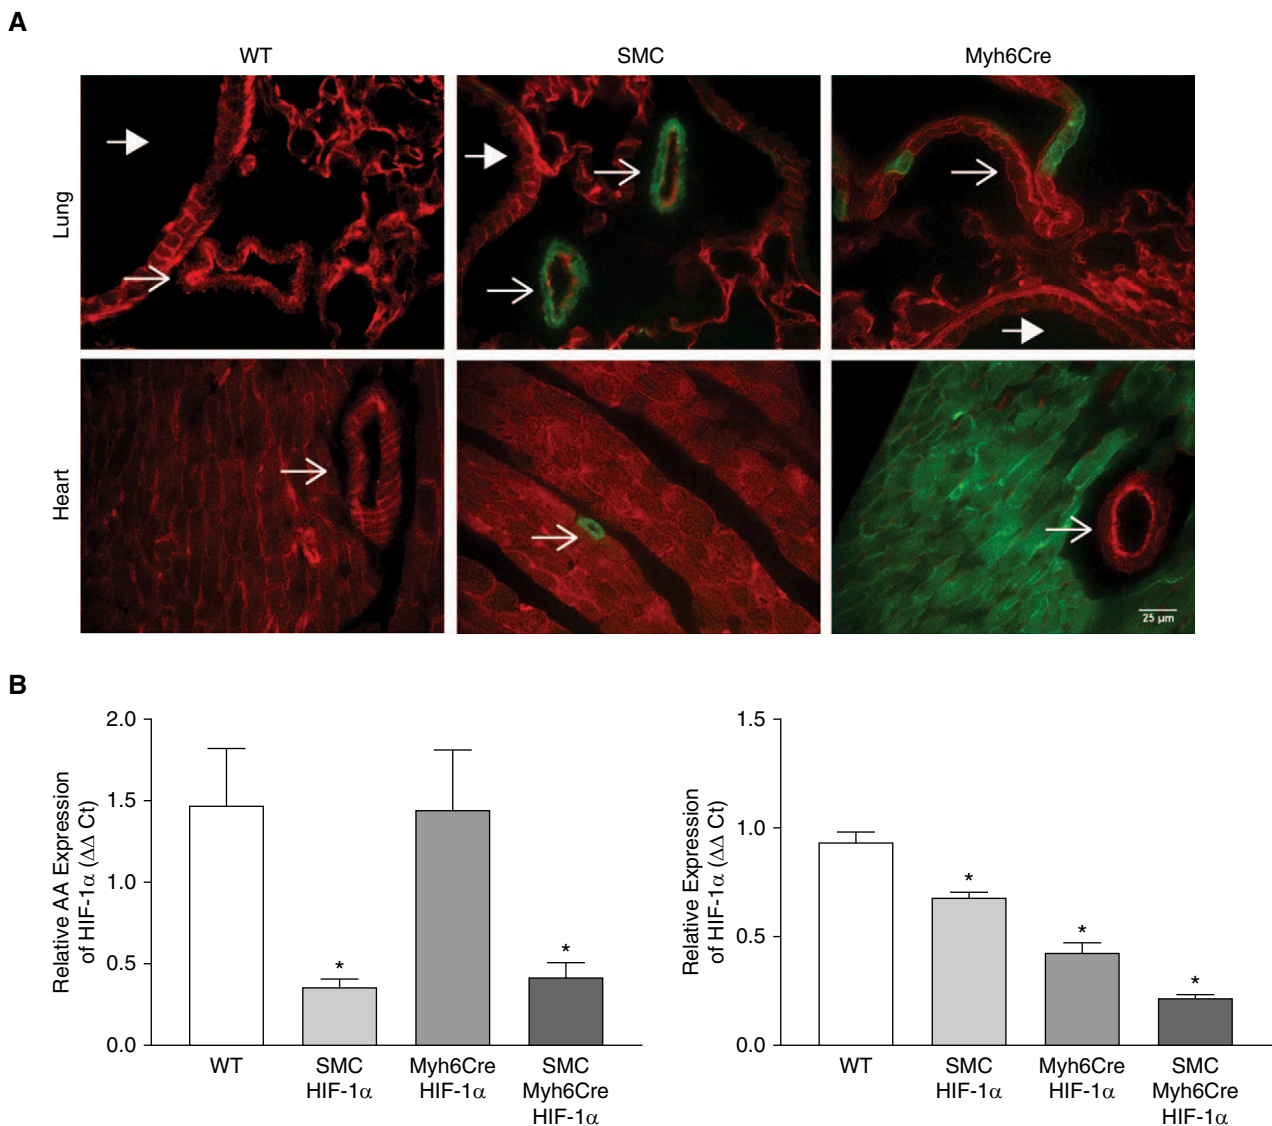 A
WT
SMC
Myh6Cre
Lung
Heart
25 µm
B
Relative AA Expression
of HIF-1α (ΔΔ Ct)
2.0
1.5
1.0
0.5
0.0
*
*
WT
SMC
HIF-1α
Myh6Cre
HIF-1α
SMC
Myh6Cre
HIF-1α
Relative Expression
of HIF-1α (ΔΔ Ct)
1.5
1.0
0.5
0.0
*
*
*
WT
SMC
HIF-1α
Myh6Cre
HIF-1α
SMC
Myh6Cre
HIF-1α